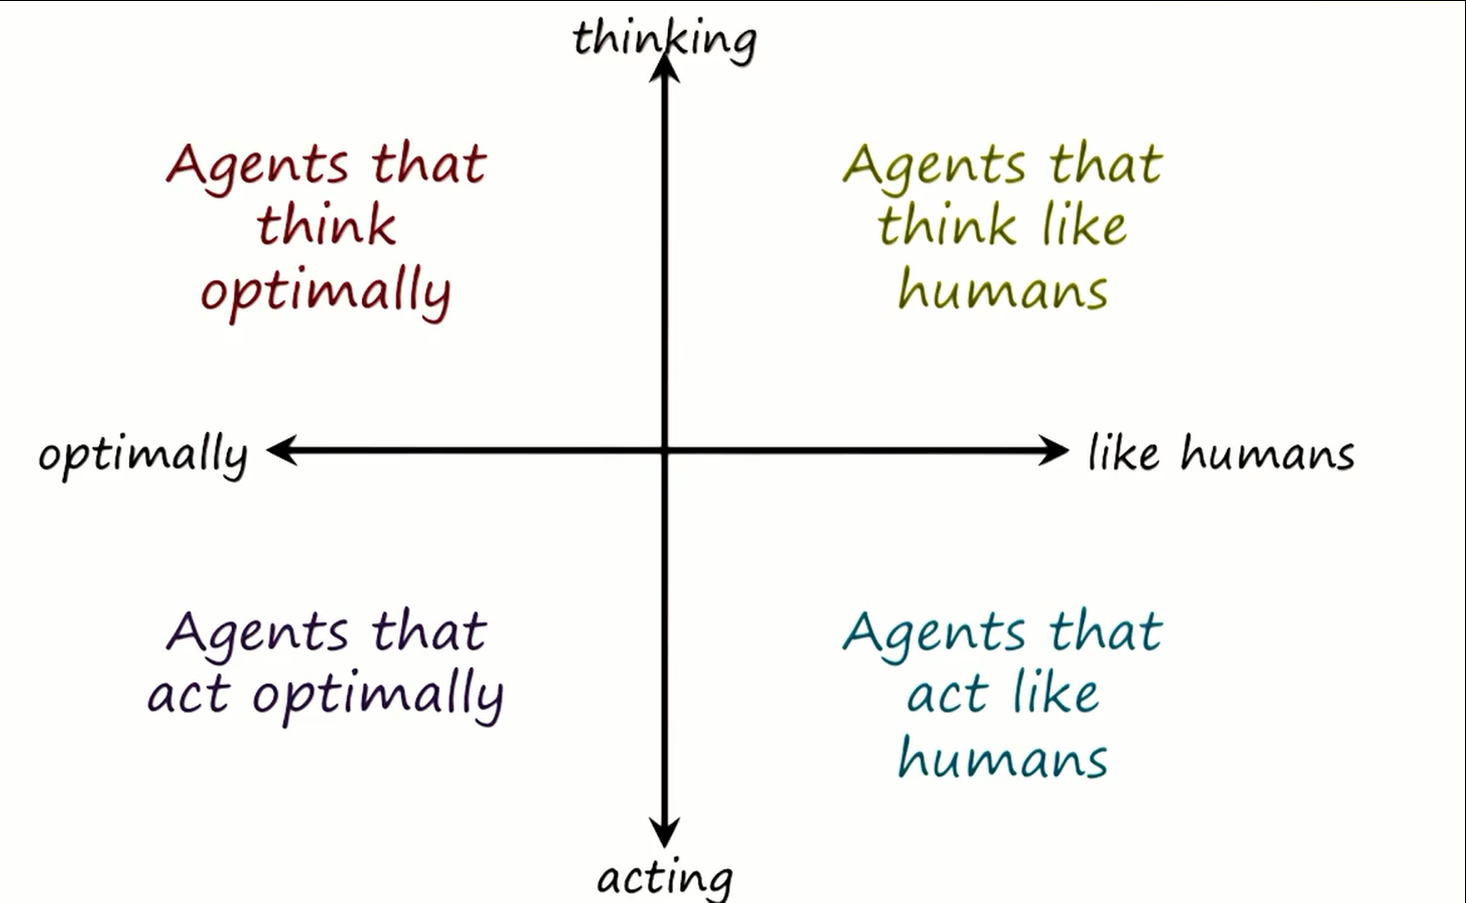 thinking
Agents that
think
optimally
Agents that
think like
humans
optimally
like humans
Agents that
act optimally
Agents that
act like
humans
acting